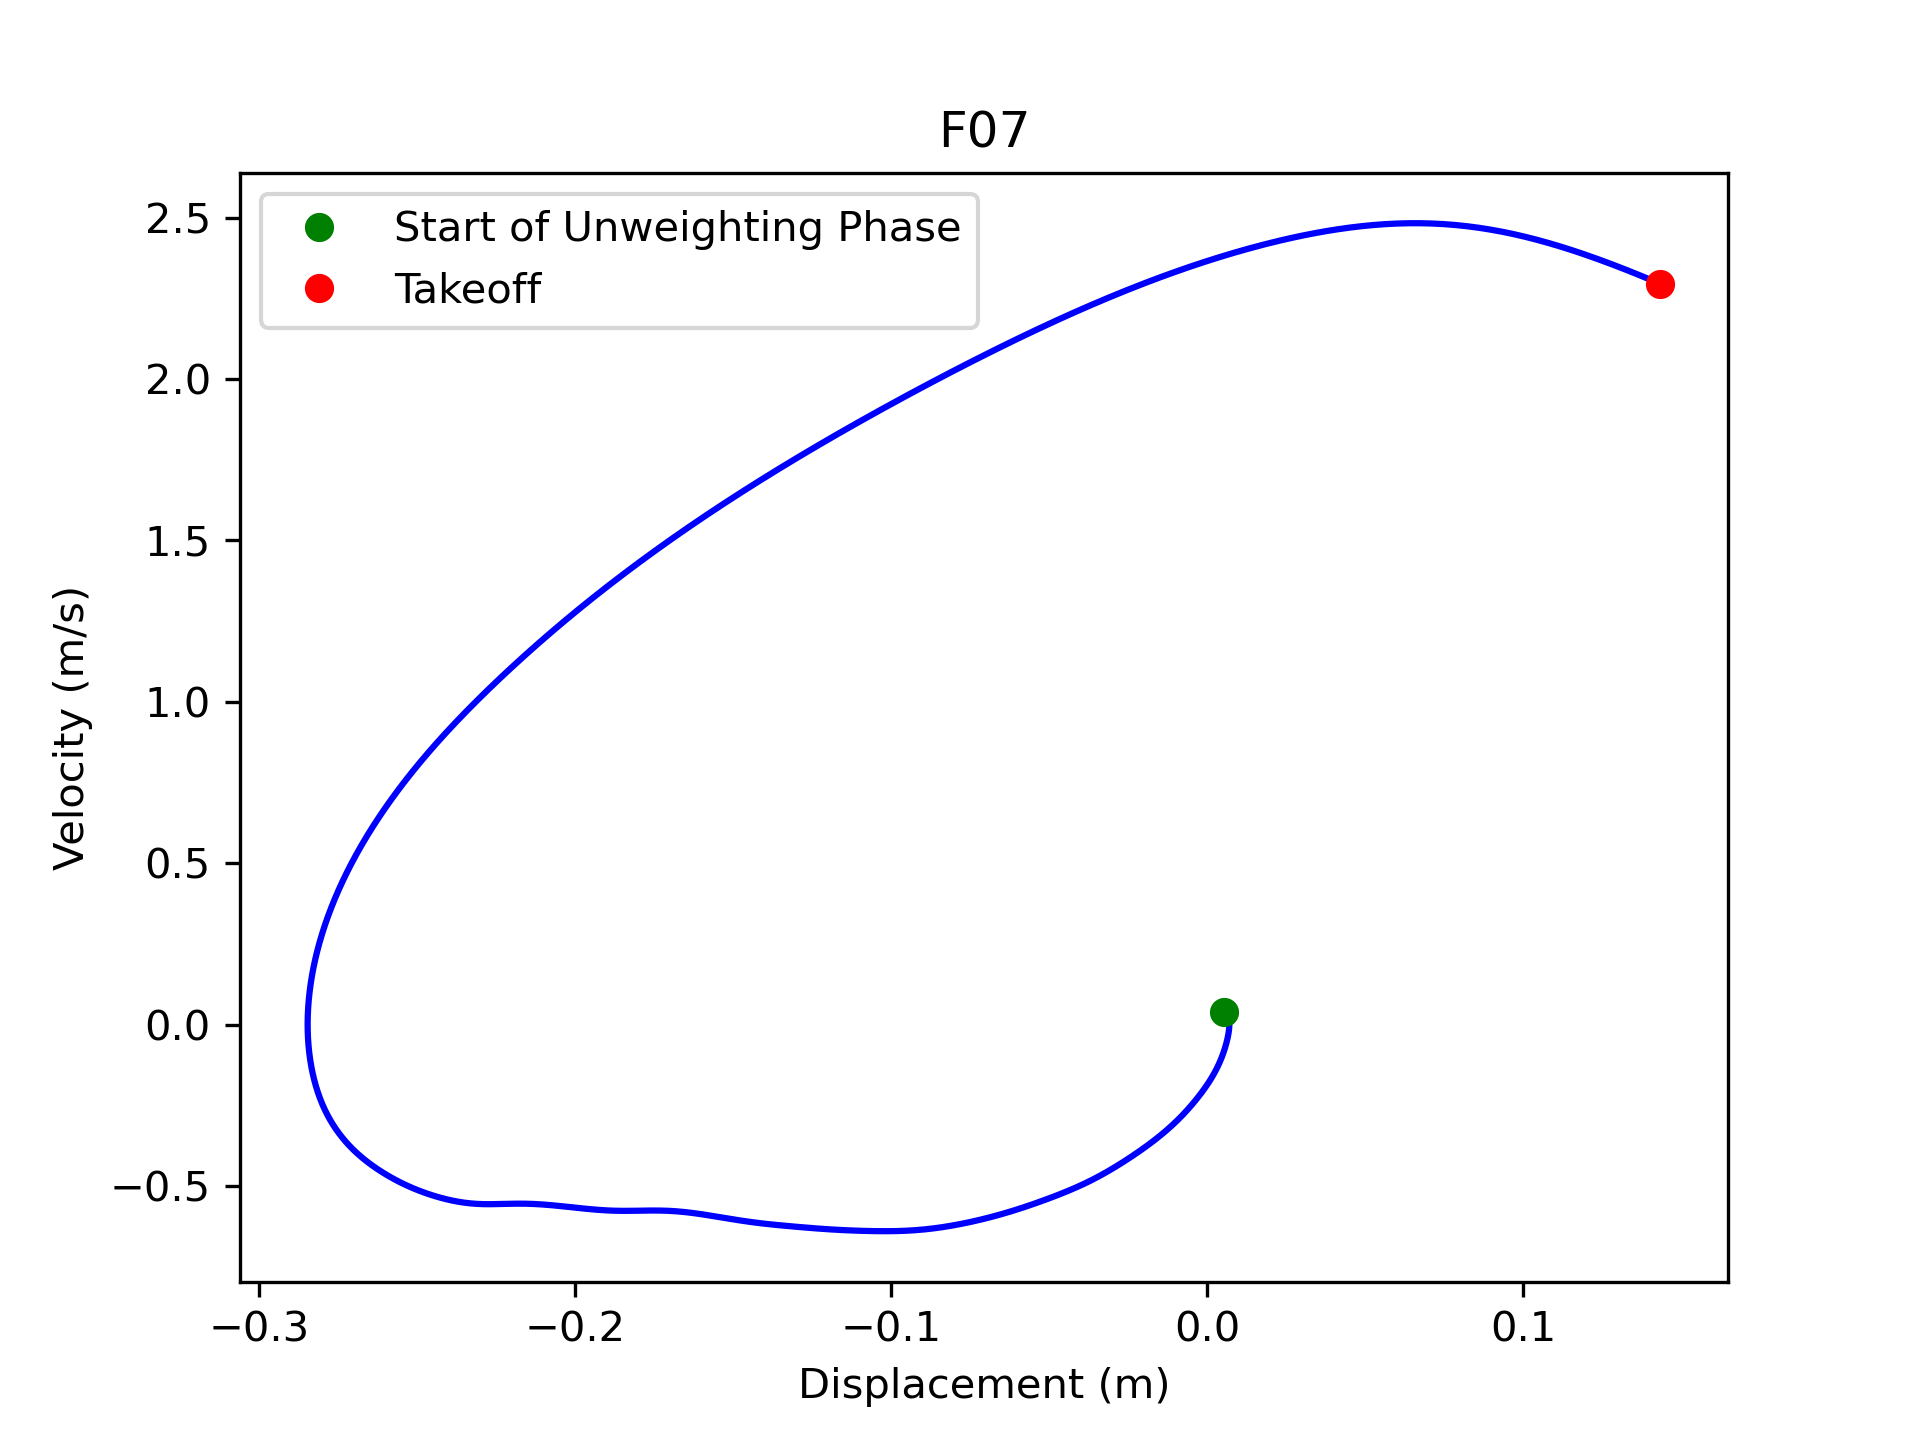 F07
Start of Unweighting Phase
Takeoff
2.5
2.0
1.5
1.0
0.5
0.0
−0.5
Velocity (m/s)
−0.3
−0.2
−0.1
0.0
0.1
Displacement (m)